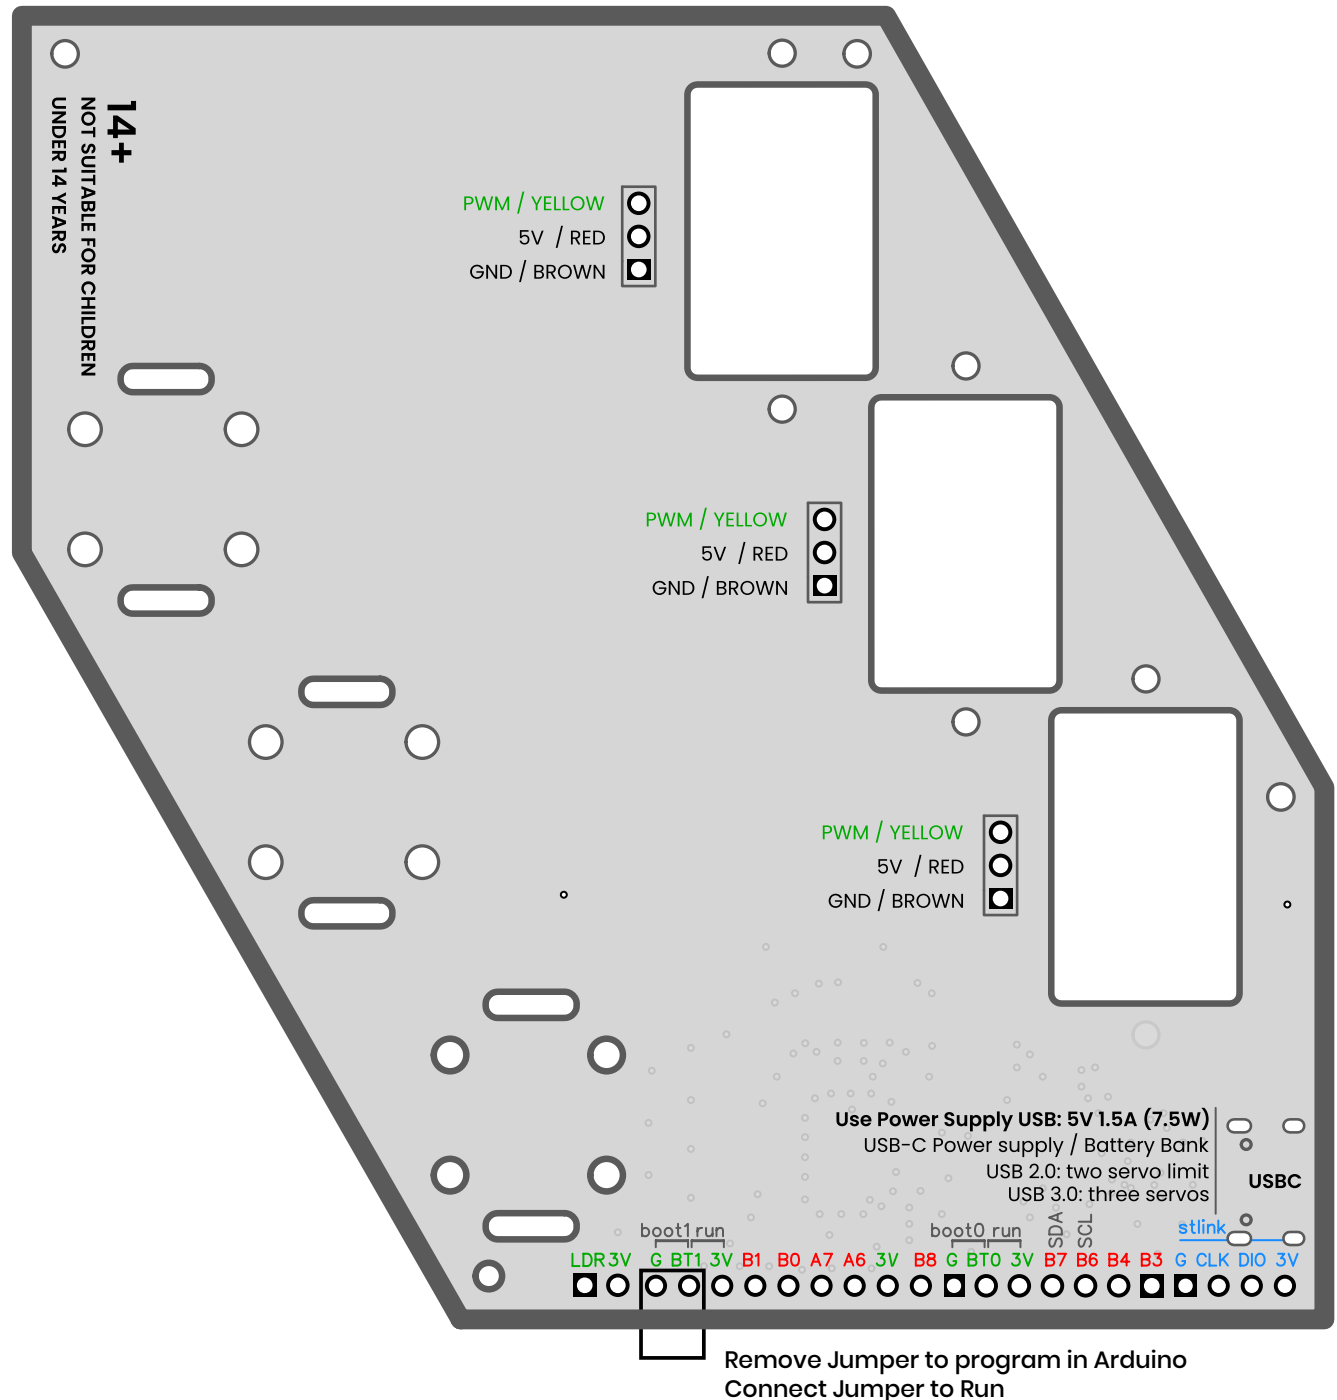 14+
NOT SUITABLE FOR CHILDREN
UNDER 14 YEARS
PWM / YELLOW
5V / RED
GND / BROWN
PWM / YELLOW
5V / RED
GND / BROWN
PWM / YELLOW
5V / RED
GND / BROWN
Use Power Supply USB: 5V 1.5A (7.5W)
USB-C Power supply / Battery Bank
USB 2.0: two servo limit
USB 3.0: three servos
USBC
boot1 run
boot0 run
SDA
SCL
stlink
LDR 3V G BT1 3V B1 B0 A7 A6 3V B8 G BT0 3V B7 B6 B4 B3 G CLK DIO 3V
Remove Jumper to program in Arduino
Connect Jumper to Run